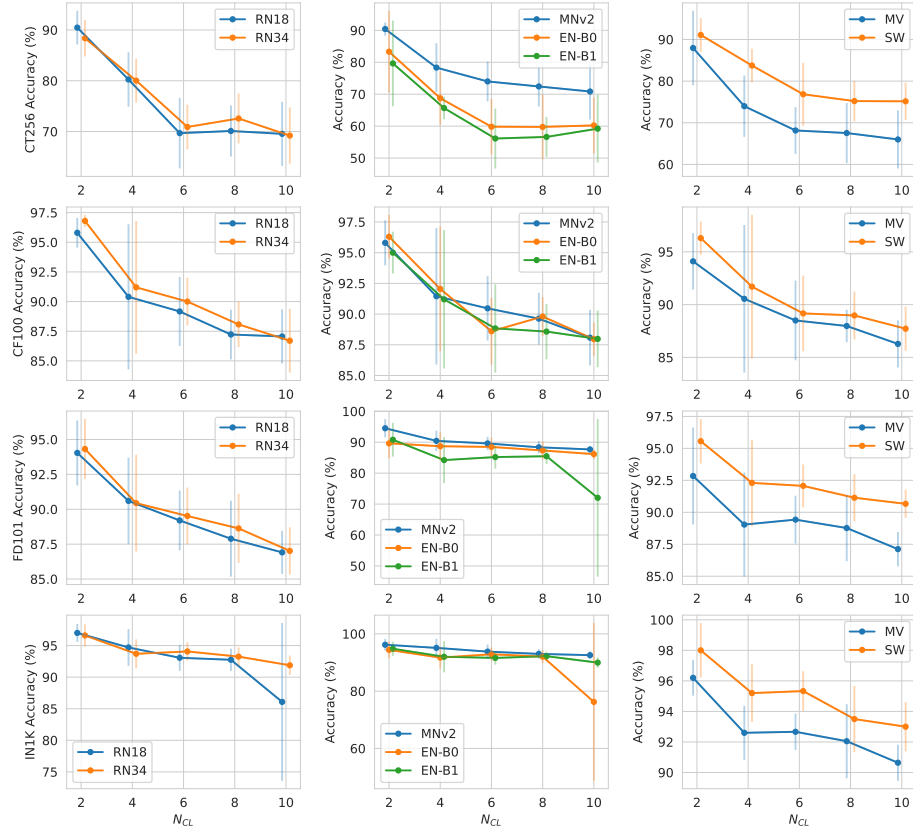 CT256 Accuracy (%)
90
80
70
2 4 6 8 10
RN18
RN34
Accuracy (%)
90
80
70
60
50
2 4 6 8 10
MNv2
EN-B0
EN-B1
Accuracy (%)
90
80
70
60
2 4 6 8 10
MV
SW
CF100 Accuracy (%)
97.5
95.0
92.5
90.0
87.5
85.0
2 4 6 8 10
RN18
RN34
Accuracy (%)
97.5
95.0
92.5
90.0
87.5
85.0
2 4 6 8 10
MNv2
EN-B0
EN-B1
Accuracy (%)
95
90
85
2 4 6 8 10
MV
SW
FD101 Accuracy (%)
95.0
92.5
90.0
87.5
85.0
2 4 6 8 10
RN18
RN34
Accuracy (%)
100
90
80
70
60
50
2 4 6 8 10
MNv2
EN-B0
EN-B1
Accuracy (%)
97.5
95.0
92.5
90.0
87.5
85.0
2 4 6 8 10
MV
SW
IN1K Accuracy (%)
95
90
85
80
75
2 4 6 8 10
RN18
RN34
N_CL
Accuracy (%)
100
80
60
2 4 6 8 10
MNv2
EN-B0
EN-B1
N_CL
Accuracy (%)
98
96
94
92
90
2 4 6 8 10
MV
SW
N_CL